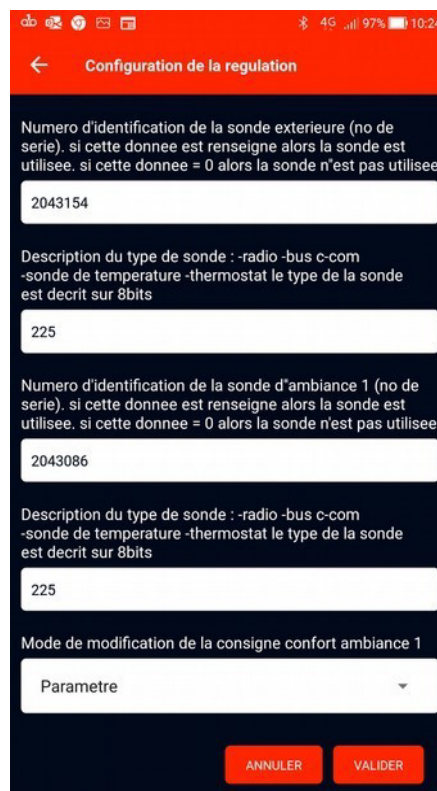 4G 97% 10:24
Configuration de la regulation
Numero d'identification de la sonde exterieure (no de
serie). si cette donnee est renseigne alors la sonde est
utilisee. si cette donnee = 0 alors la sonde n"est pas utilisee
2043154
Description du type de sonde : -radio -bus c-com
-sonde de temperature -thermostat le type de la sonde
est decrit sur 8bits
225
Numero d'identification de la sonde d"ambiance 1 (no de
serie). si cette donnee est renseigne alors la sonde est
utilisee. si cette donnee = 0 alors la sonde n'est pas utilisee
2043086
Description du type de sonde : -radio -bus c-com
-sonde de temperature -thermostat le type de la sonde
est decrit sur 8bits
225
Mode de modification de la consigne confort ambiance 1
Parametre
ANNULER VALIDER